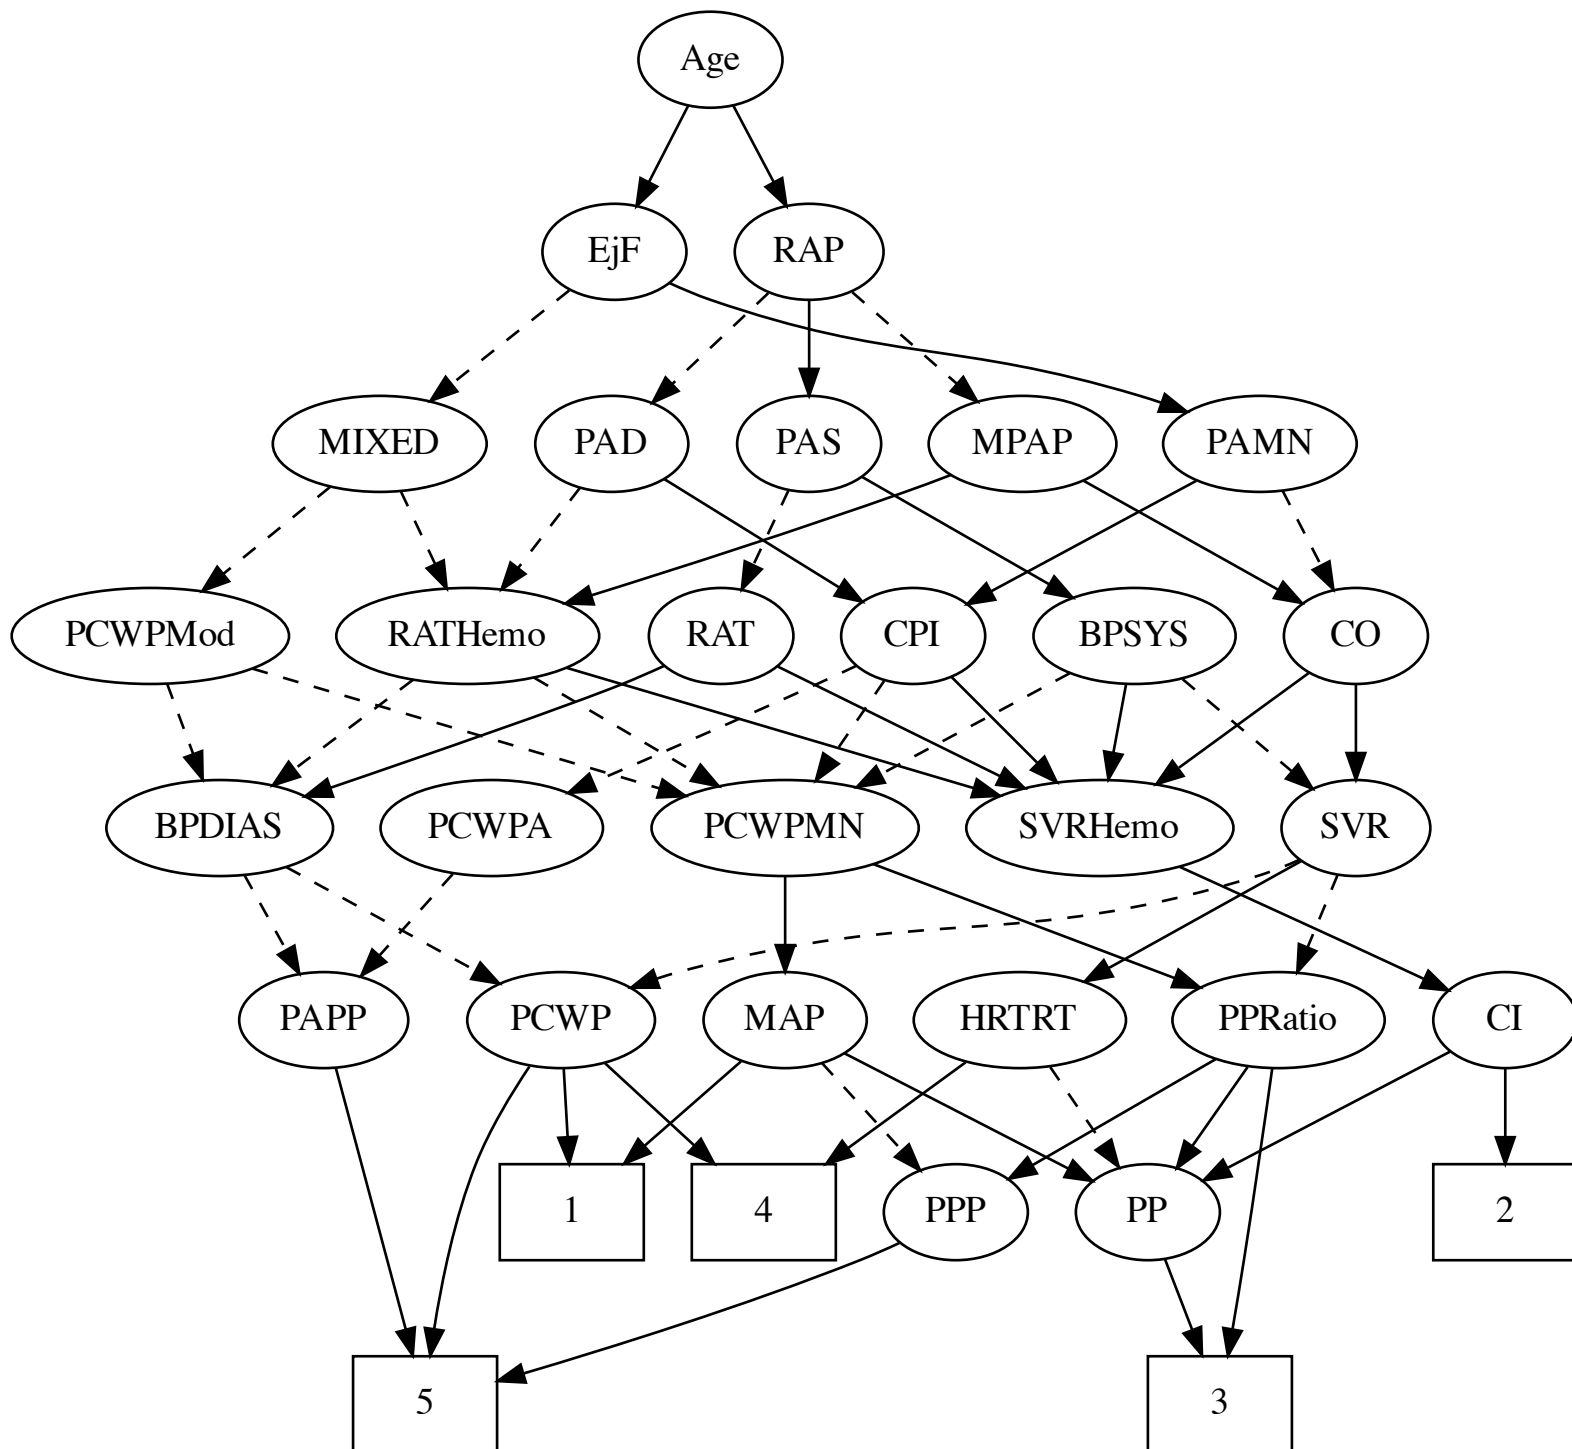 Age
EjF
RAP
MIXED
PAD
PAS
MPAP
PAMN
PCWPMod
RATHemo
RAT
CPI
BPSYS
CO
BPDIAS
PCWPA
PCWPMN
SVRHemo
SVR
PAPP
PCWP
MAP
HRTRT
PPRatio
CI
1
4
PPP
PP
2
5
3